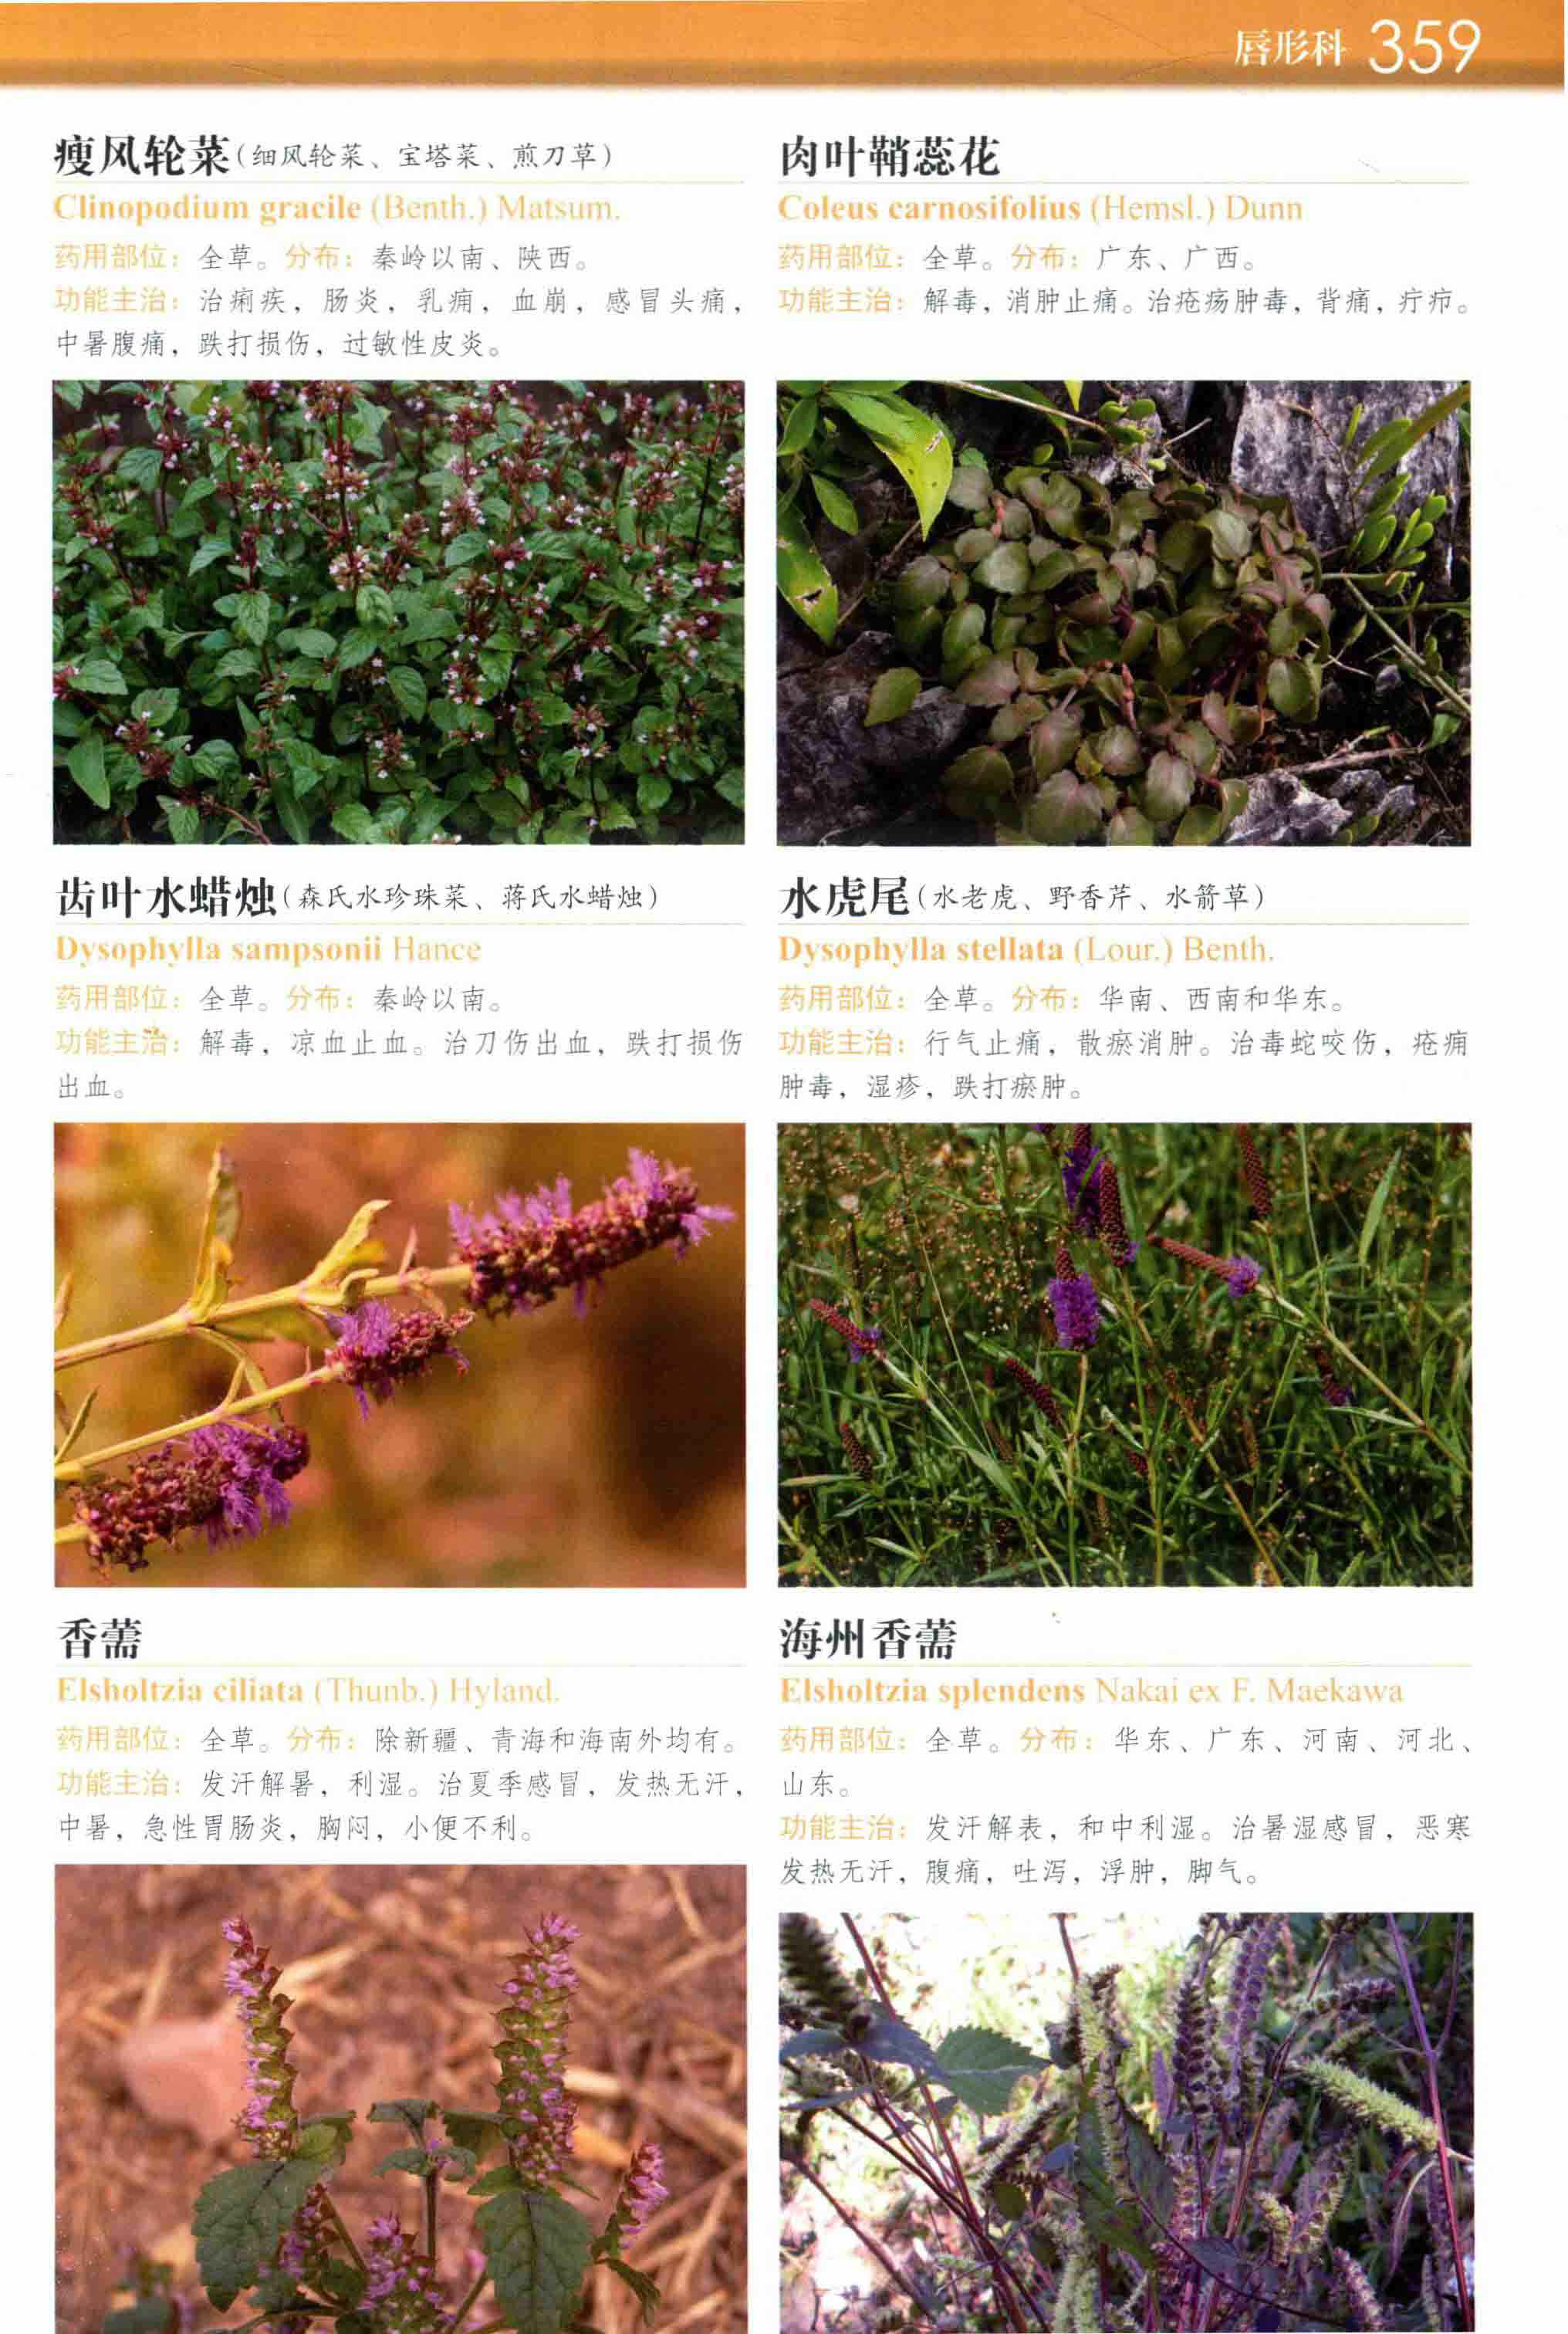 唇形科 359
瘦风轮菜(细风轮菜、宝塔菜、煎刀草)
Clinopodium gracile (Benth.) Matsum.
药用部位：全草。分布：秦岭以南、陕西。
功能主治：治痢疾，肠炎，乳痈，血崩，感冒头痛，
中暑腹痛，跌打损伤，过敏性皮炎。
肉叶鞘蕊花
Coleus carnosifolius (Hemsl.) Dunn
药用部位：全草。分布：广东、广西。
功能主治：解毒，消肿止痛。治疮疡肿毒，背痛，疔疖。
齿叶水蜡烛(森氏水珍珠菜、蒋氏水蜡烛)
Dysophylla sampsonii Hance
药用部位：全草。分布：秦岭以南。
功能主治：解毒，凉血止血。治刀伤出血，跌打损伤
出血。
水虎尾(水老虎、野香芹、水箭草)
Dysophylla stellata (Lour.) Benth.
药用部位：全草。分布：华南、西南和华东。
功能主治：行气止痛，散瘀消肿。治毒蛇咬伤，疮痈
肿毒，湿疹，跌打瘀肿。
香薷
Elsholtzia ciliata (Thunb.) Hyland.
药用部位：全草。分布：除新疆、青海和海南外均有。
功能主治：发汗解暑，利湿。治夏季感冒，发热无汗，
中暑，急性胃肠炎，胸闷，小便不利。
海州香薷
Elsholtzia splendens Nakai ex F. Maekawa
药用部位：全草。分布：华东、广东、河南、河北、
山东。
功能主治：发汗解表，和中利湿。治暑湿感冒，恶寒
发热无汗，腹痛，吐泻，浮肿，脚气。